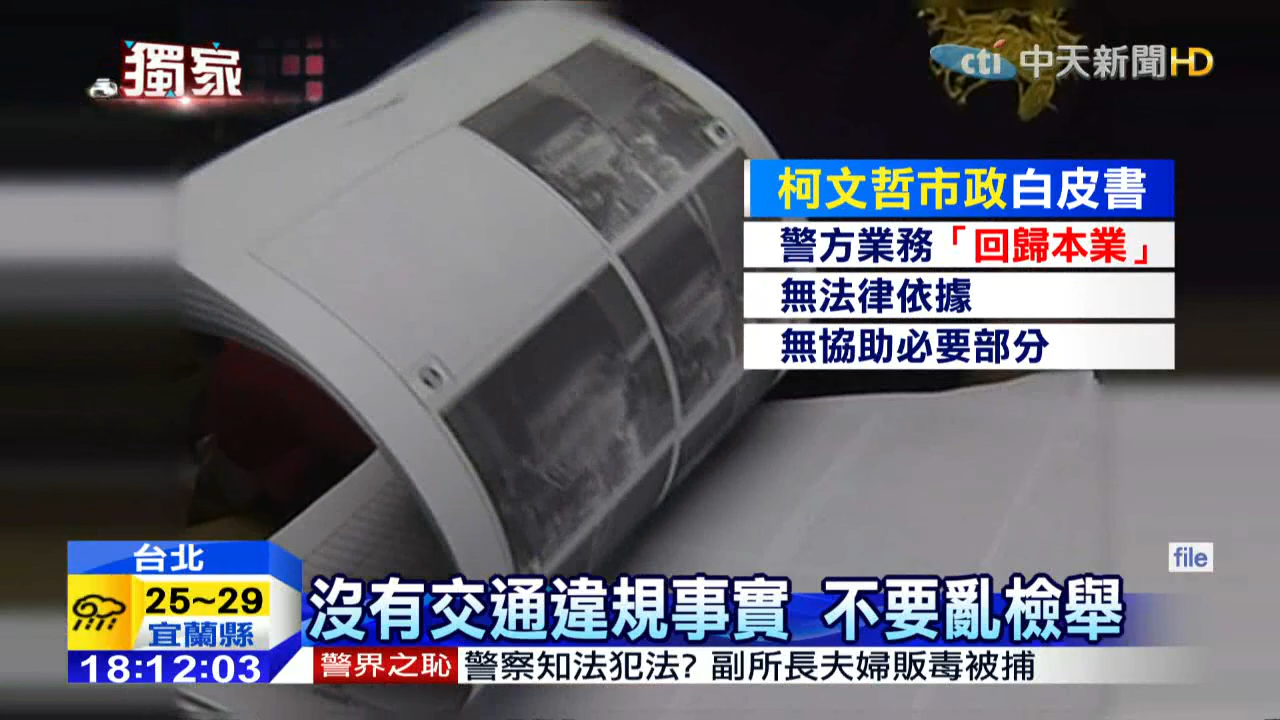 獨家
cti 中天新聞HD
柯文哲市政白皮書
警方業務「回歸本業」
無法律依據
無協助必要部分
file
台北
25~29
宜蘭縣
18:12:03
沒有交通違規事實 不要亂檢舉
警界之恥 警察知法犯法? 副所長夫婦販毒被捕